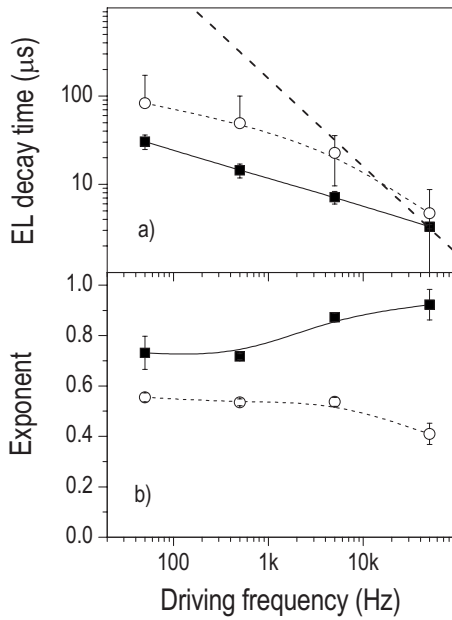 EL decay time (μs)
100
10
a)
Exponent
1.0
0.8
0.6
0.4
0.2
0.0
b)
100
1k
10k
Driving frequency (Hz)